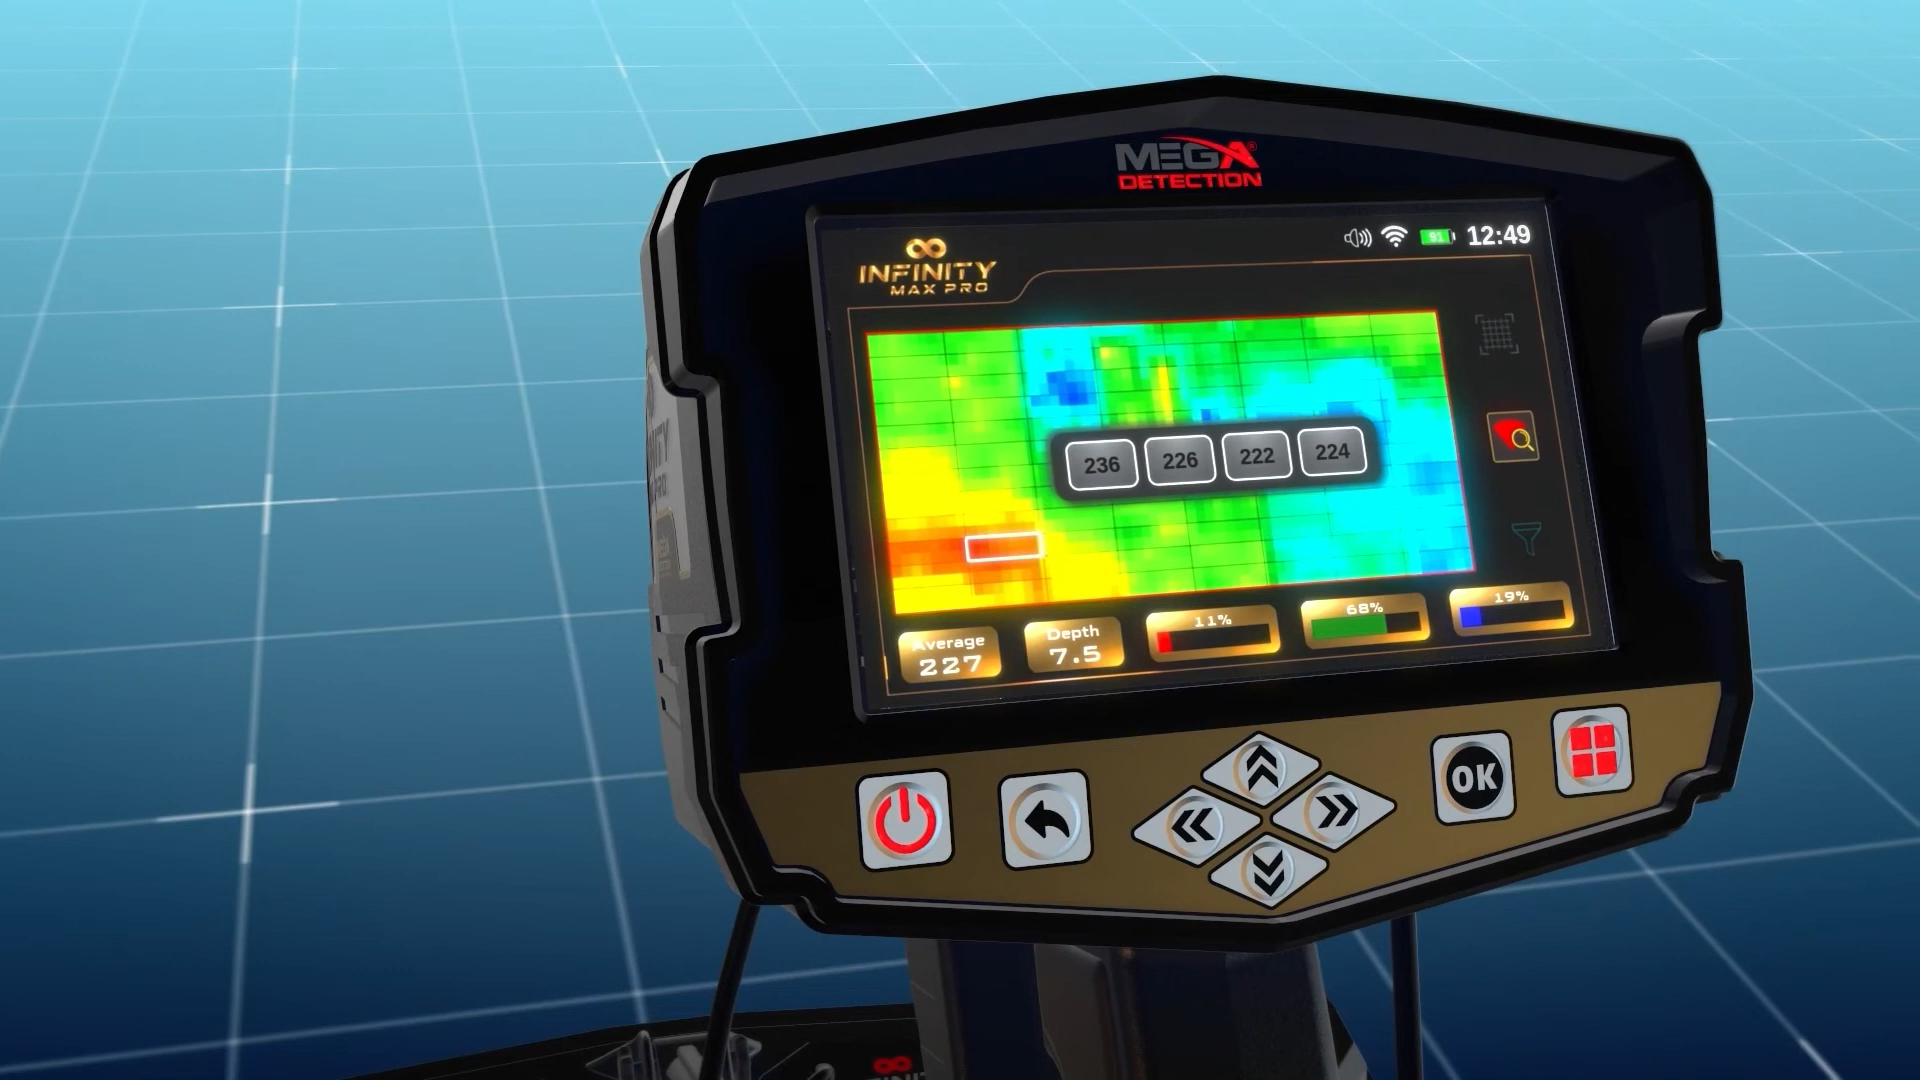 MEGA®
DETECTION
INFINITY
MAX PRO
91
12:49
236
226
222
224
Average
227
Depth
7.5
11%
68%
19%
OK